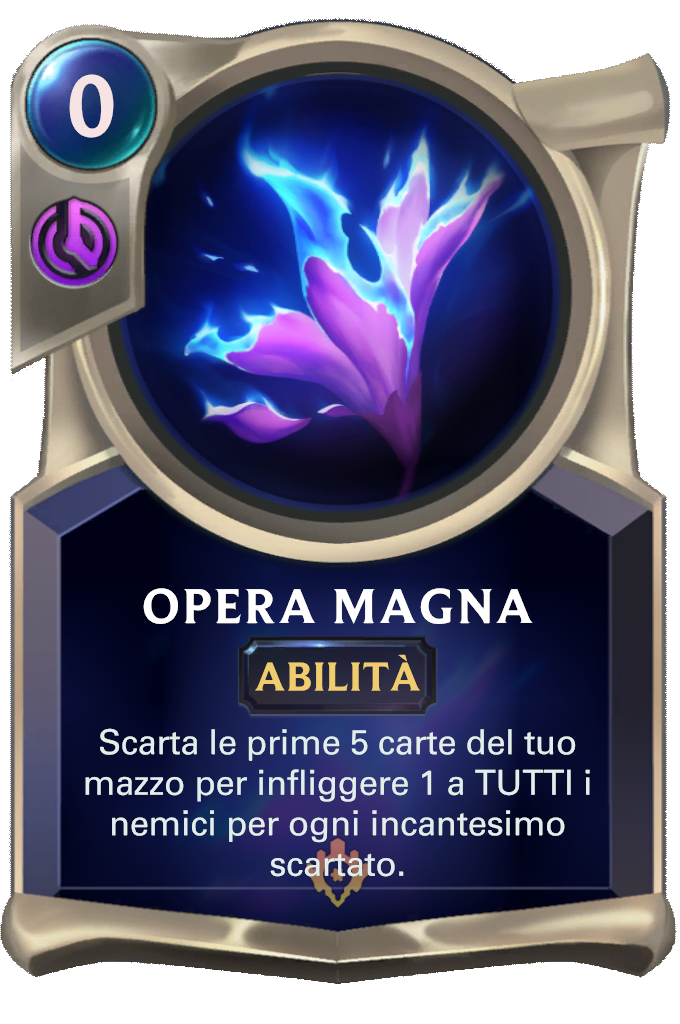 0
OPERA MAGNA
ABILITÀ
Scarta le prime 5 carte del tuo
mazzo per infliggere 1 a TUTTI i
nemici per ogni incantesimo
scartato.